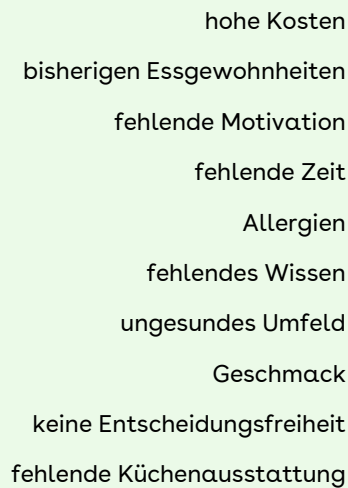 hohe Kosten
bisherigen Essgewohnheiten
fehlende Motivation
fehlende Zeit
Allergien
fehlendes Wissen
ungesundes Umfeld
Geschmack
keine Entscheidungsfreiheit
fehlende Küchenausstattung